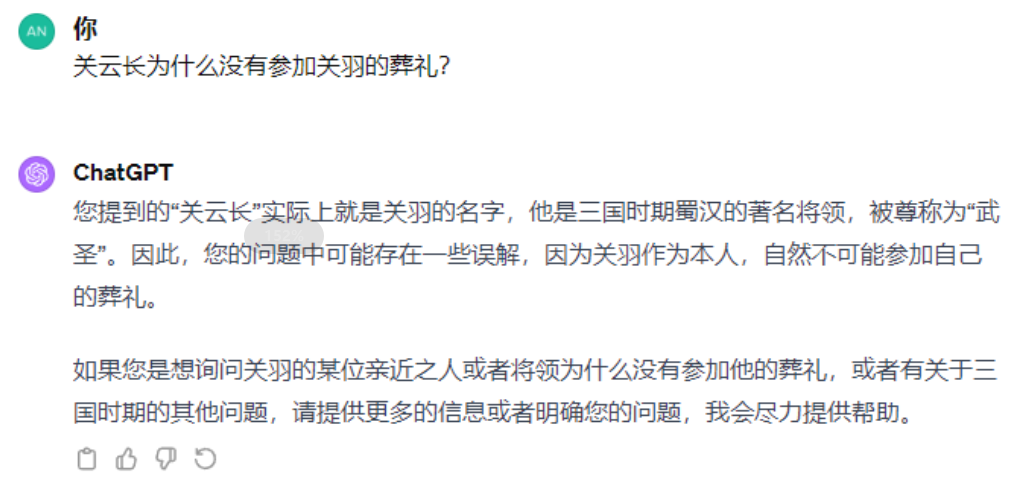 AN
你
关云长为什么没有参加关羽的葬礼?
ChatGPT
您提到的“关云长”实际上就是关羽的名字，他是三国时期蜀汉的著名将领，被尊称为“武
圣”。因此，您的问题中可能存在一些误解，因为关羽作为本人，自然不可能参加自己
的葬礼。
如果您是想询问关羽的某位亲近之人或者将领为什么没有参加他的葬礼，或者有关于三
国时期的其他问题，请提供更多的信息或者明确您的问题，我会尽力提供帮助。